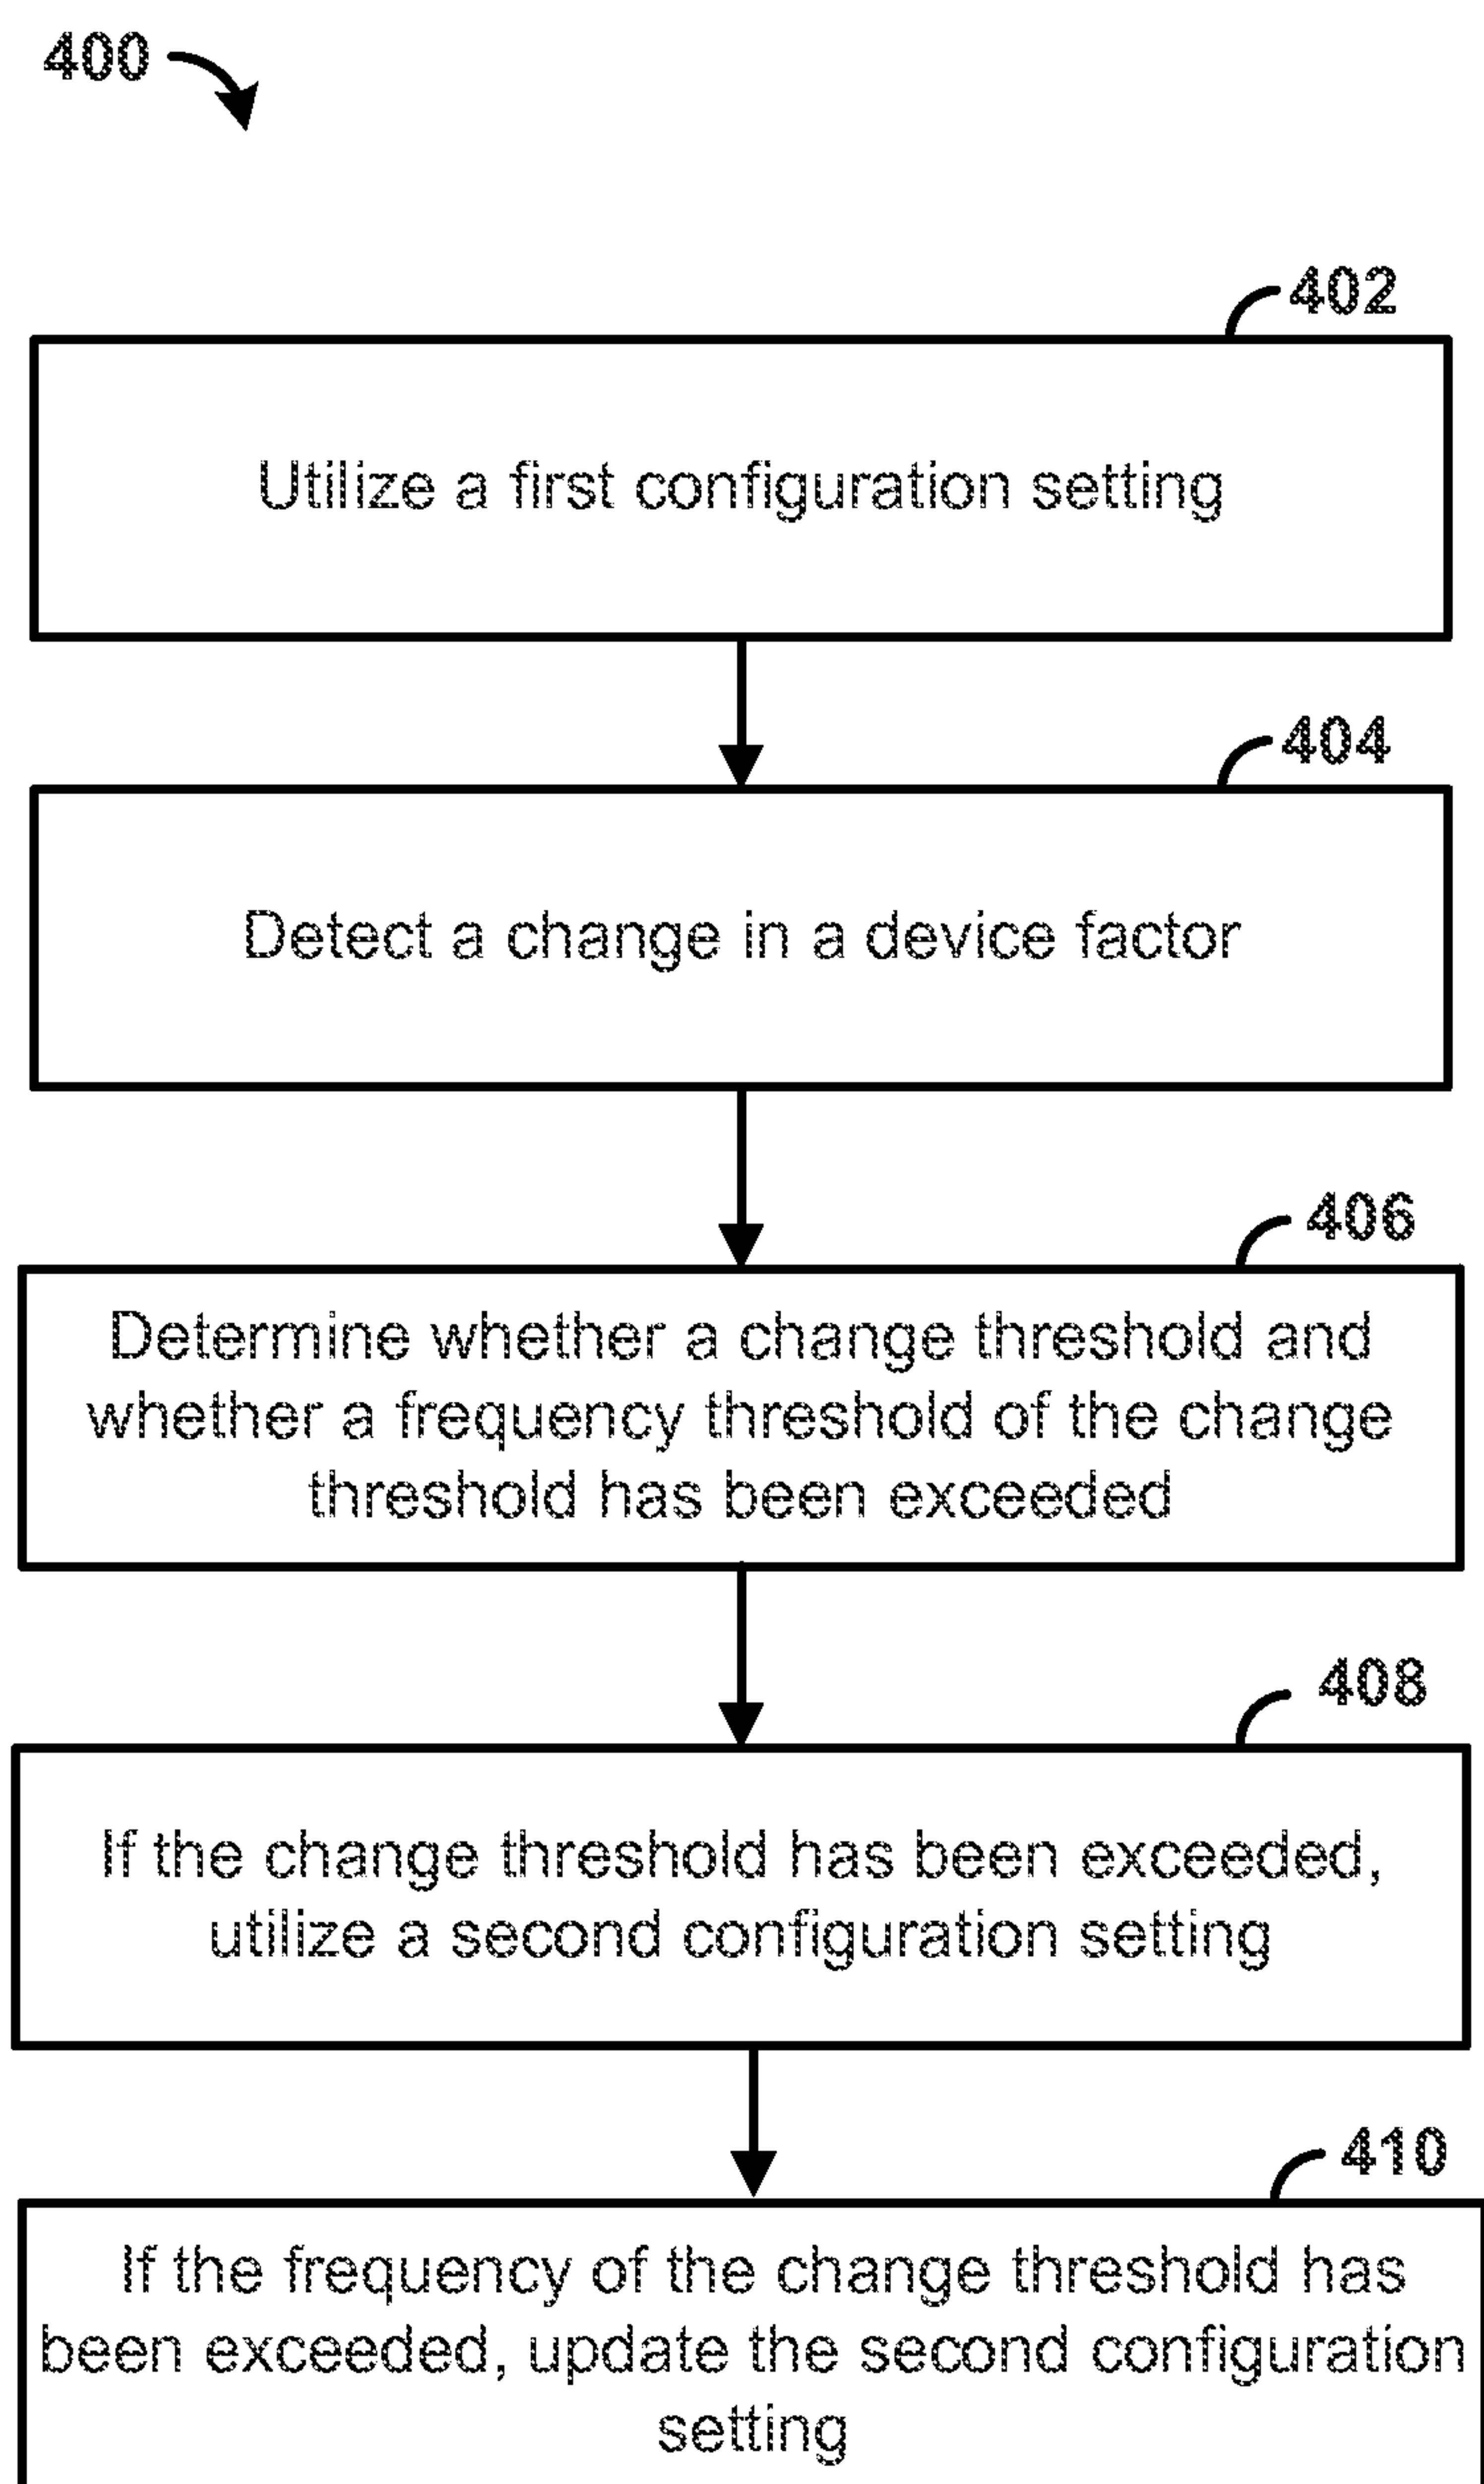 400
402
Utilize a first configuration setting
404
Detect a change in a device factor
406
Determine whether a change threshold and
whether a frequency threshold of the change
threshold has been exceeded
408
If the change threshold has been exceeded,
utilize a second configuration setting
410
If the frequency of the change threshold has
been exceeded, update the second configuration
setting